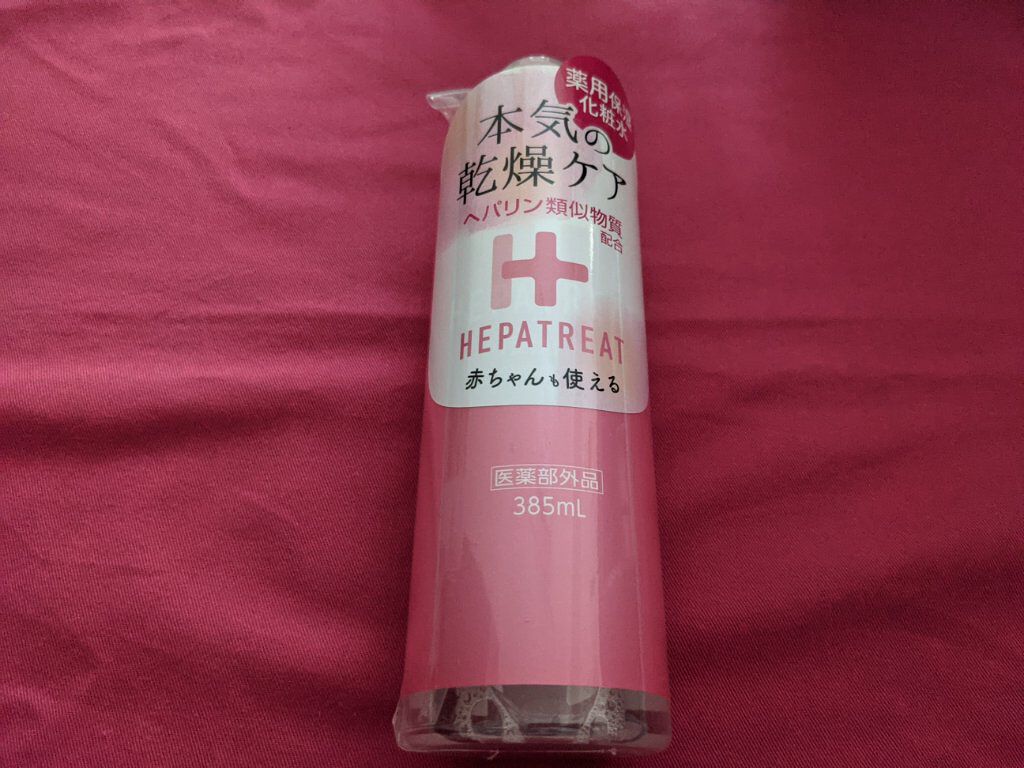 薬用保湿
化粧水
本気の
乾燥ケア
ヘパリン類似物質
配合
HEPATREAT
赤ちゃんも使える
医薬部外品
385mL